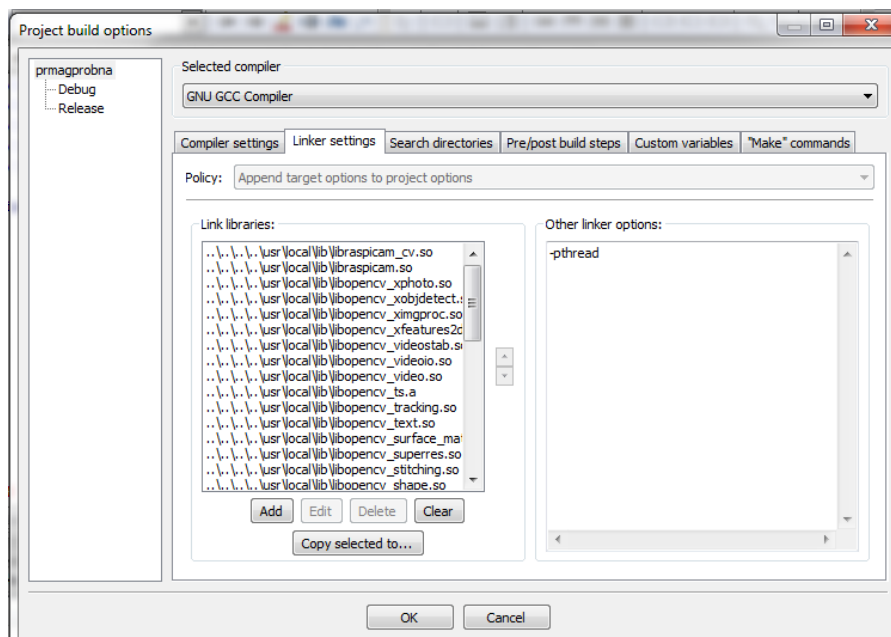 Project build options
prmagprobna
Debug
Release
Selected compiler
GNU GCC Compiler
Compiler settings
Linker settings
Search directories
Pre/post build steps
Custom variables
"Make" commands
Policy:
Append target options to project options
Link libraries:
..\..\..\..\usr\local\lib\libraspicam_cv.so
..\..\..\..\usr\local\lib\libraspicam.so
..\..\..\..\usr\local\lib\libopencv_xphoto.so
..\..\..\..\usr\local\lib\libopencv_xobjdetect.s
..\..\..\..\usr\local\lib\libopencv_ximgproc.so
..\..\..\..\usr\local\lib\libopencv_xfeatures2d
..\..\..\..\usr\local\lib\libopencv_videostab.so
..\..\..\..\usr\local\lib\libopencv_videoio.so
..\..\..\..\usr\local\lib\libopencv_video.so
..\..\..\..\usr\local\lib\libopencv_ts.a
..\..\..\..\usr\local\lib\libopencv_tracking.so
..\..\..\..\usr\local\lib\libopencv_text.so
..\..\..\..\usr\local\lib\libopencv_surface_mat
..\..\..\..\usr\local\lib\libopencv_superres.so
..\..\..\..\usr\local\lib\libopencv_stitching.so
..\..\..\..\usr\local\lib\libopencv_shape.so
Add
Edit
Delete
Clear
Copy selected to...
Other linker options:
-pthread
OK
Cancel